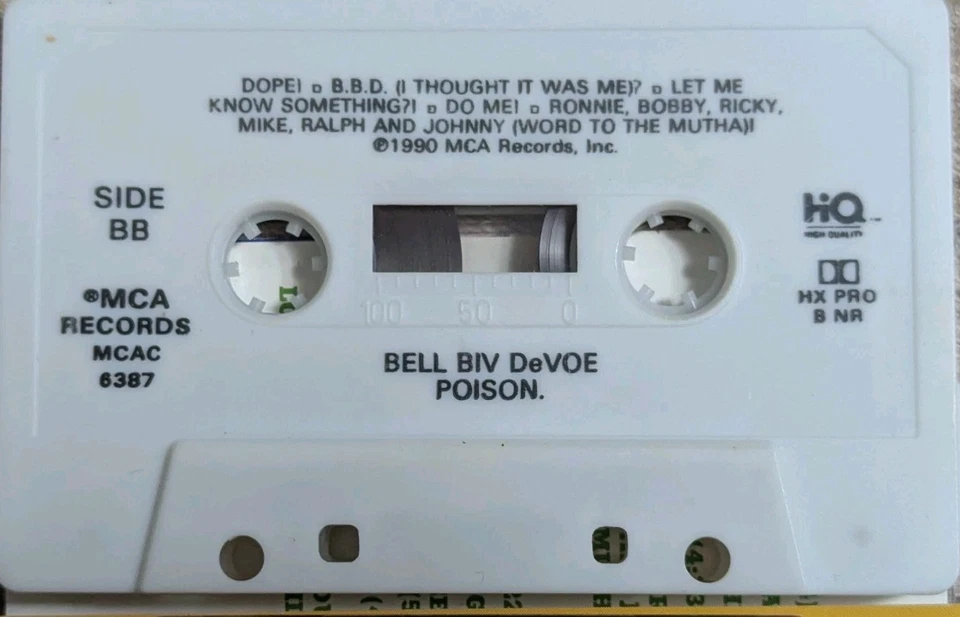 DOPE! ▫ B.B.D. (I THOUGHT IT WAS ME)? ▫ LET ME
KNOW SOMETHING?! ▫ DO ME! ▫ RONNIE, BOBBY, RICKY,
MIKE, RALPH AND JOHNNY (WORD TO THE MUTHA)!
℗1990 MCA Records, Inc.
SIDE
BB
HiQ™
HIGH QUALITY
®MCA
RECORDS
MCAC
6387
HX PRO
B NR
100 50 0
BELL BIV DeVOE
POISON.